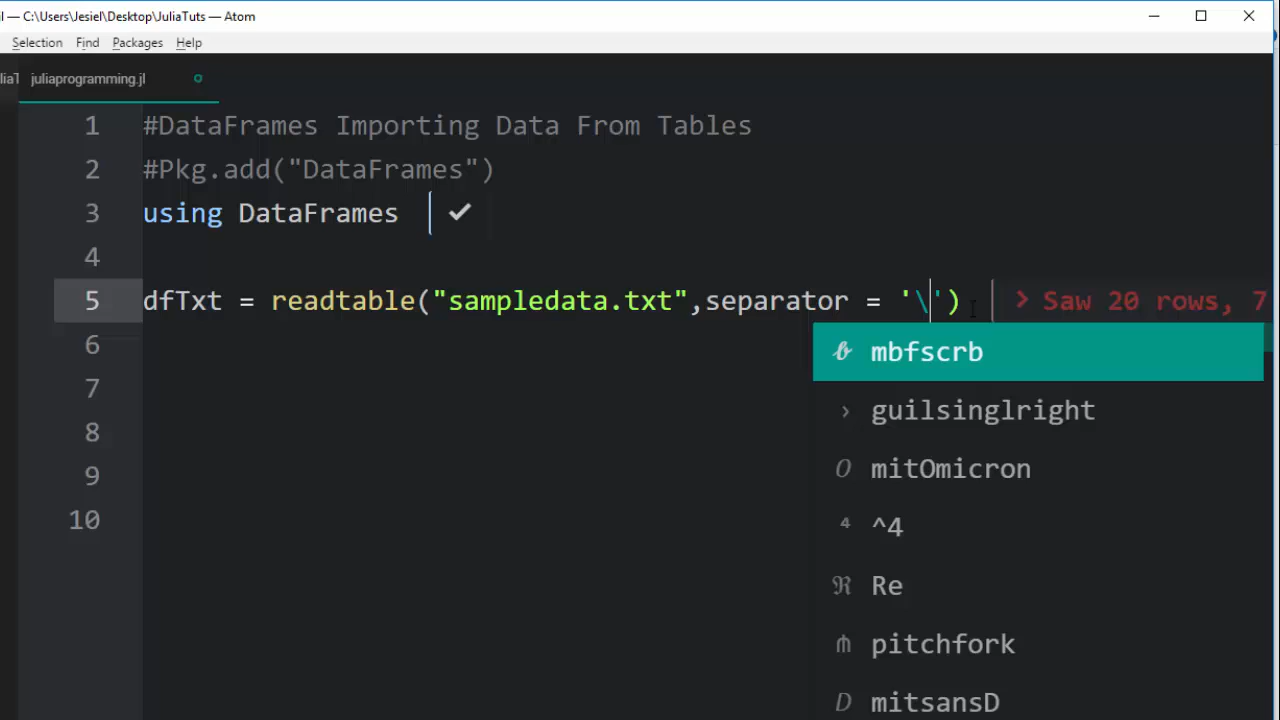 l — C:\Users\Jesiel\Desktop\JuliaTuts — Atom
Selection Find Packages Help
liaT juliaprogramming.jl
1 #DataFrames Importing Data From Tables
2 #Pkg.add("DataFrames")
3 using DataFrames
4
5 dfTxt = readtable("sampledata.txt",separator = '\') > Saw 20 rows, 7
6
7
8
9
10
𝓫 mbfscrb
› guilsinglright
𝑂 mitOmicron
⁴ ^4
ℜ Re
⋔ pitchfork
𝘋 mitsansD